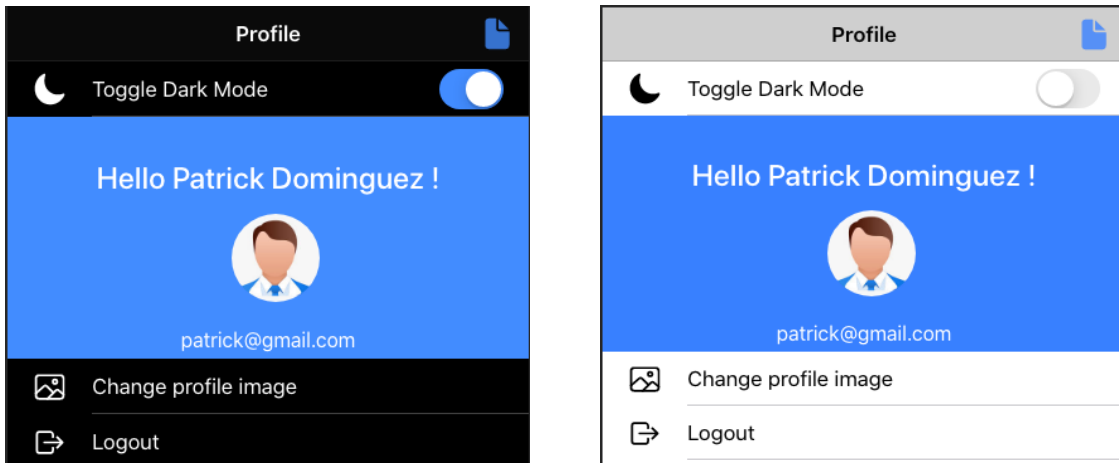 Profile
Toggle Dark Mode
Hello Patrick Dominguez !
patrick@gmail.com
Change profile image
Logout
Profile
Toggle Dark Mode
Hello Patrick Dominguez !
patrick@gmail.com
Change profile image
Logout